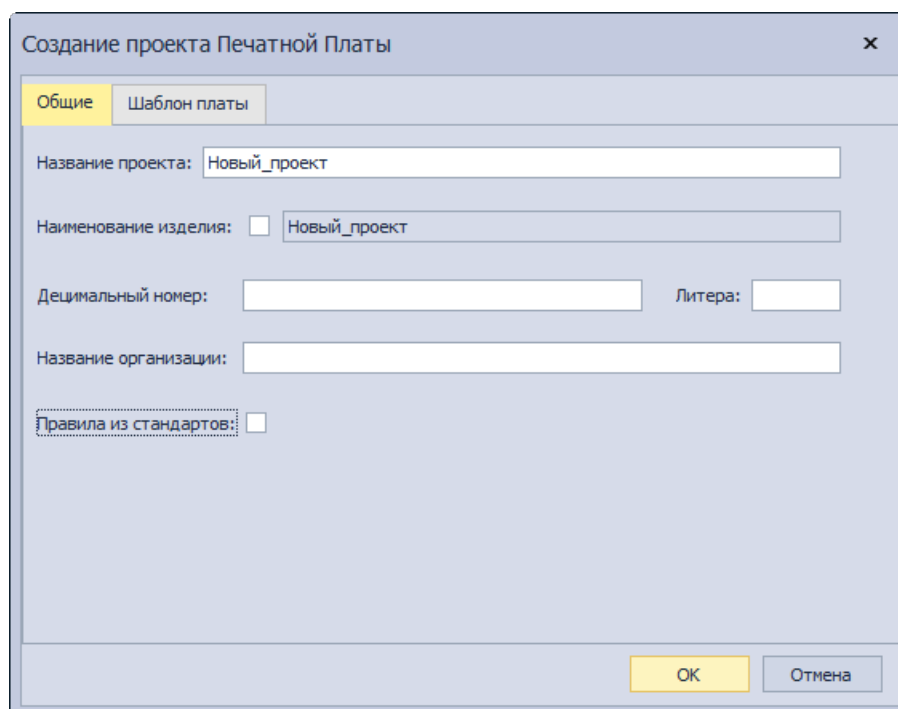 Создание проекта Печатной Платы
Общие Шаблон платы
Название проекта: Новый_проект
Наименование изделия: Новый_проект
Децимальный номер: Литера:
Название организации:
Правила из стандартов:
OK Отмена